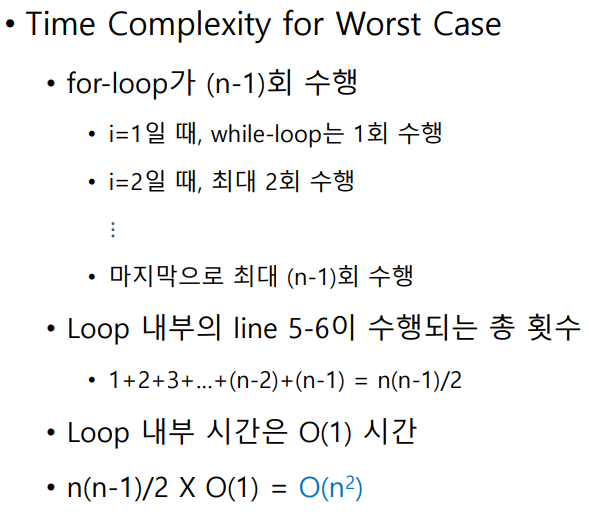 • Time Complexity for Worst Case
• for-loop가 (n-1)회 수행
• i=1일 때, while-loop는 1회 수행
• i=2일 때, 최대 2회 수행
⋮
• 마지막으로 최대 (n-1)회 수행
• Loop 내부의 line 5-6이 수행되는 총 횟수
• 1+2+3+...+(n-2)+(n-1) = n(n-1)/2
• Loop 내부 시간은 O(1) 시간
• n(n-1)/2 X O(1) = O(n²)